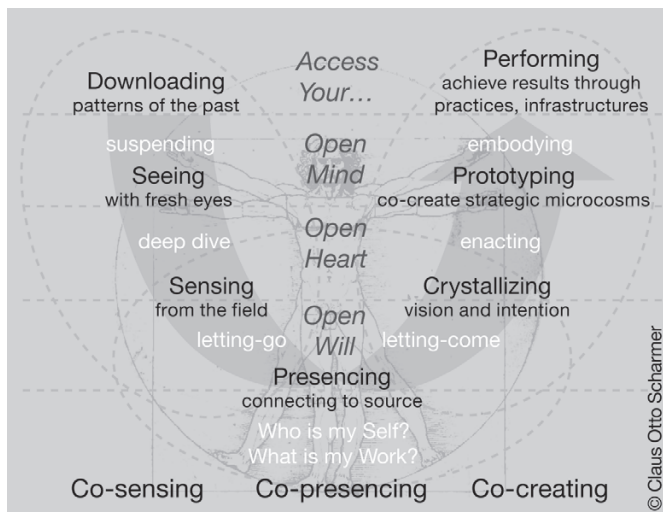 Access
Your…
Downloading
patterns of the past
Performing
achieve results through
practices, infrastructures
suspending
Open
Mind
embodying
Seeing
with fresh eyes
Prototyping
co-create strategic microcosms
deep dive
Open
Heart
enacting
Sensing
from the field
Crystallizing
vision and intention
letting-go
Open
Will
letting-come
Presencing
connecting to source
Who is my Self?
What is my Work?
Co-sensing
Co-presencing
Co-creating
© Claus Otto Scharmer